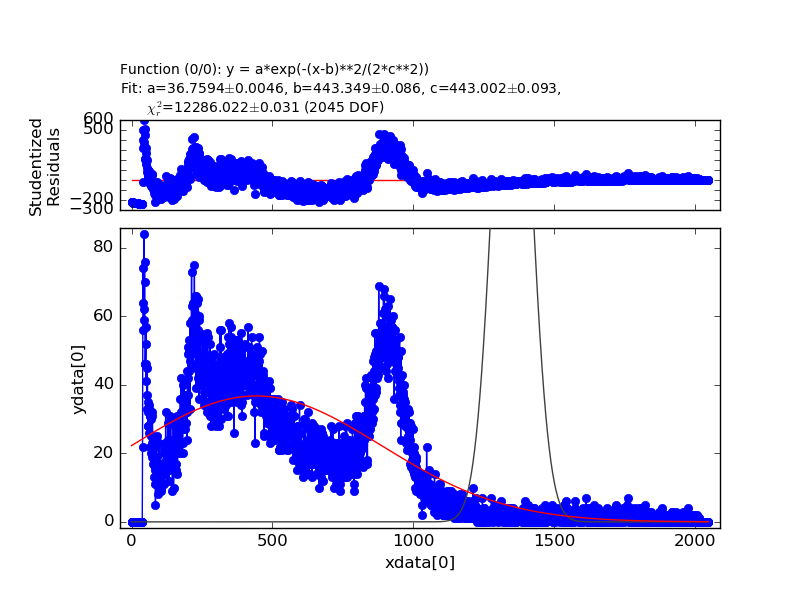 Function (0/0): y = a*exp(-(x-b)**2/(2*c**2))
Fit: a=36.7594±0.0046, b=443.349±0.086, c=443.002±0.093,
χ²ᵣ=12286.022±0.031 (2045 DOF)
Studentized
Residuals
600
500
−200
−300
ydata[0]
80
60
40
20
0
0 500 1000 1500 2000
xdata[0]